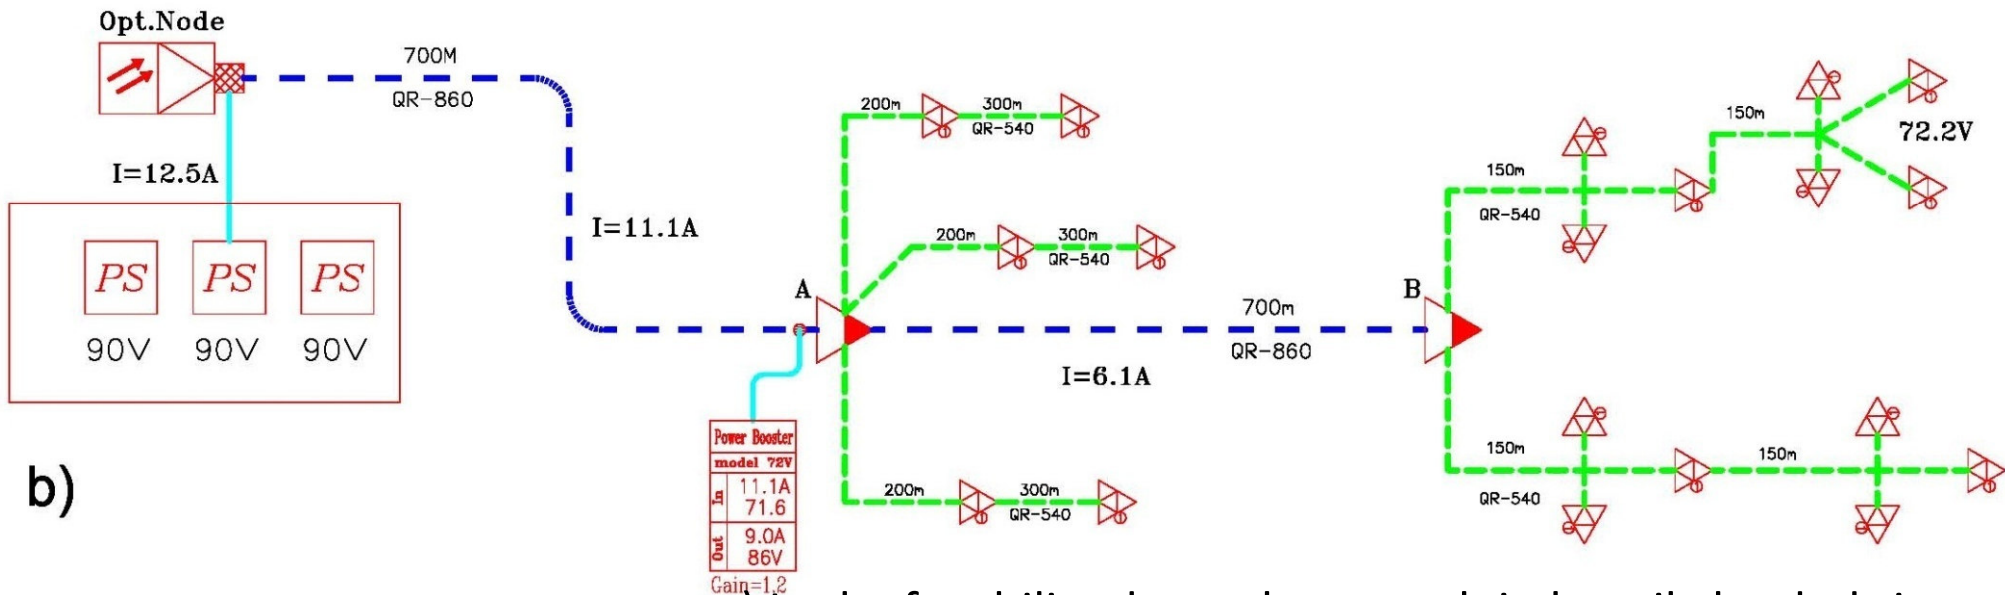 Opt.Node
700M
QR-860
I=12.5A
PS PS PS
90V 90V 90V
b)
I=11.1A
A
Power Booster
model 72V
In
11.1A
71.6
Out
9.0A
86V
Gain=1,2
200m 300m
QR-540
200m 300m
QR-540
200m 300m
QR-540
700m
QR-860
I=6.1A
B
150m
QR-540
150m
72.2V
150m
QR-540
150m